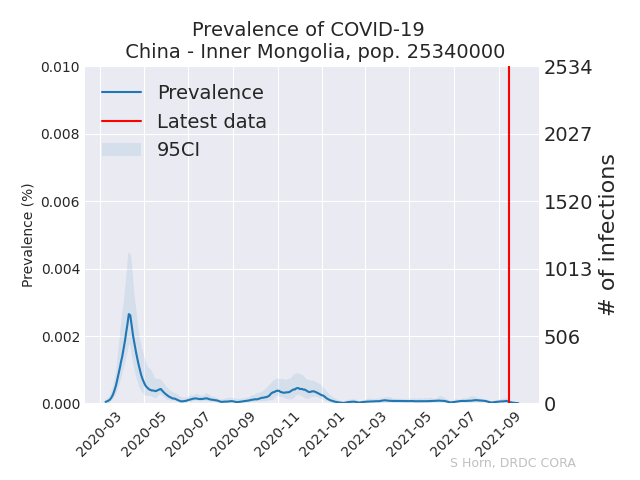 Prevalence of COVID-19
China - Inner Mongolia, pop. 25340000
Prevalence
Latest data
95CI
Prevalence (%)
0.010
0.008
0.006
0.004
0.002
0.000
2534
2027
1520
1013
506
0
# of infections
2020-03
2020-05
2020-07
2020-09
2020-11
2021-01
2021-03
2021-05
2021-07
2021-09
S Horn, DRDC CORA